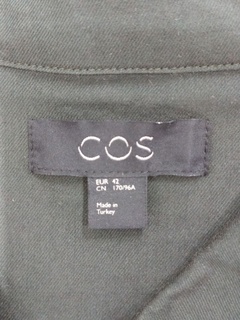 COS
EUR 42
CN 170/96A
Made in
Turkey